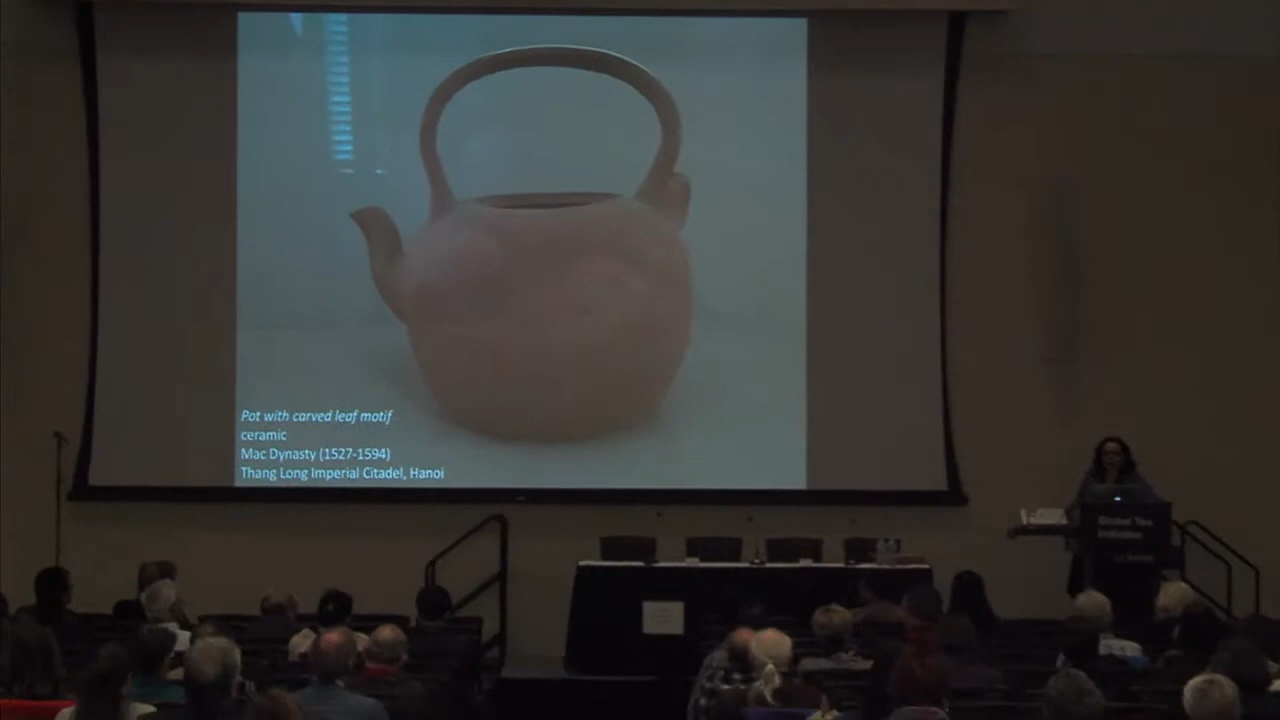 Pot with carved leaf motif
ceramic
Mac Dynasty (1527-1594)
Thang Long Imperial Citadel, Hanoi
Global Tea
Initiative